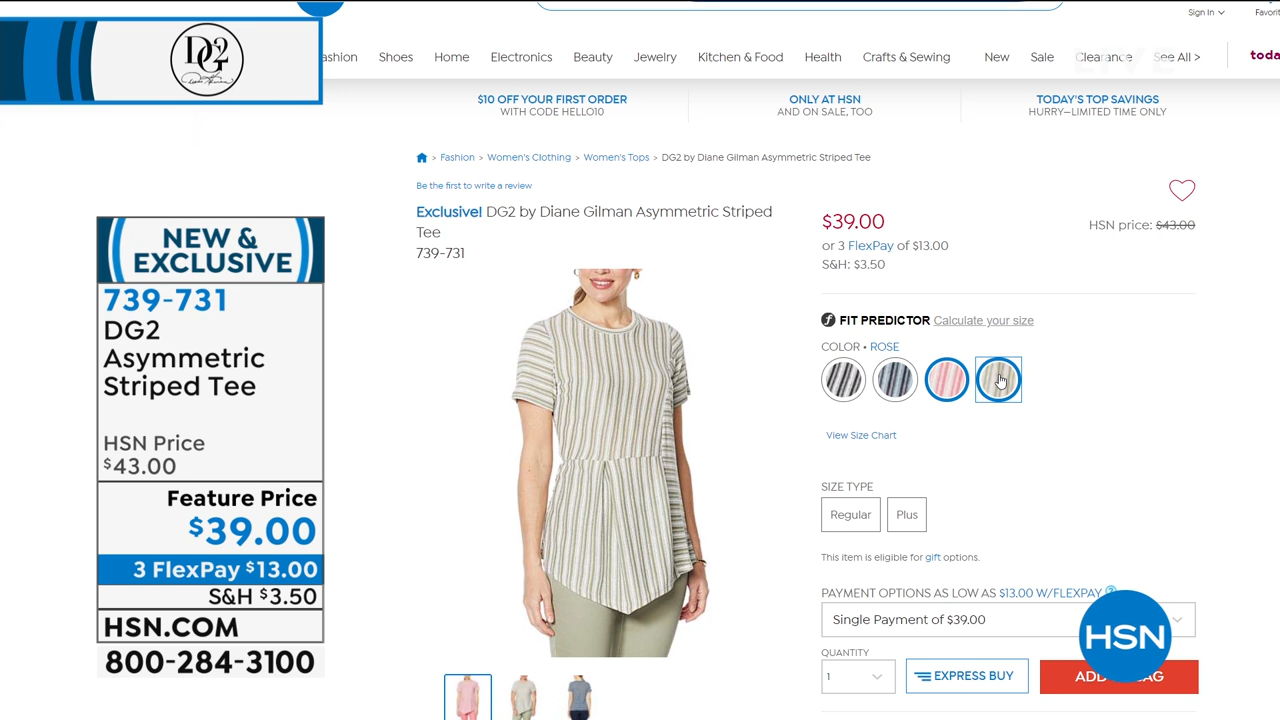 Sign In
Favorit
DG2
ashion
Shoes
Home
Electronics
Beauty
Jewelry
Kitchen & Food
Health
Crafts & Sewing
New
Sale
Clearance
See All >
toda
LIVE
$10 OFF YOUR FIRST ORDER
WITH CODE HELLO10
ONLY AT HSN
AND ON SALE, TOO
TODAY'S TOP SAVINGS
HURRY—LIMITED TIME ONLY
> Fashion > Women's Clothing > Women's Tops > DG2 by Diane Gilman Asymmetric Striped Tee
Be the first to write a review
Exclusive! DG2 by Diane Gilman Asymmetric Striped
Tee
739-731
$39.00
HSN price: $43.00
or 3 FlexPay of $13.00
S&H: $3.50
FIT PREDICTOR Calculate your size
COLOR • ROSE
View Size Chart
SIZE TYPE
Regular
Plus
This item is eligible for gift options.
PAYMENT OPTIONS AS LOW AS $13.00 W/FLEXPAY ?
Single Payment of $39.00
QUANTITY
1
EXPRESS BUY
HSN
NEW &
EXCLUSIVE
739-731
DG2
Asymmetric
Striped Tee
HSN Price
$43.00
Feature Price
$39.00
3 FlexPay $13.00
S&H $3.50
HSN.COM
800-284-3100